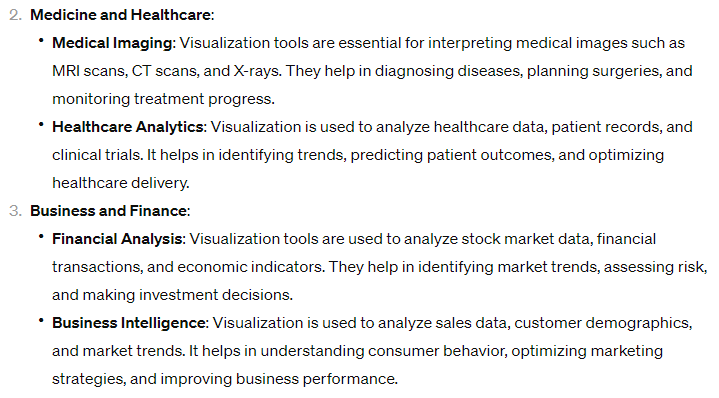 2. Medicine and Healthcare:
• Medical Imaging: Visualization tools are essential for interpreting medical images such as
MRI scans, CT scans, and X-rays. They help in diagnosing diseases, planning surgeries, and
monitoring treatment progress.
• Healthcare Analytics: Visualization is used to analyze healthcare data, patient records, and
clinical trials. It helps in identifying trends, predicting patient outcomes, and optimizing
healthcare delivery.
3. Business and Finance:
• Financial Analysis: Visualization tools are used to analyze stock market data, financial
transactions, and economic indicators. They help in identifying market trends, assessing risk,
and making investment decisions.
• Business Intelligence: Visualization is used to analyze sales data, customer demographics,
and market trends. It helps in understanding consumer behavior, optimizing marketing
strategies, and improving business performance.